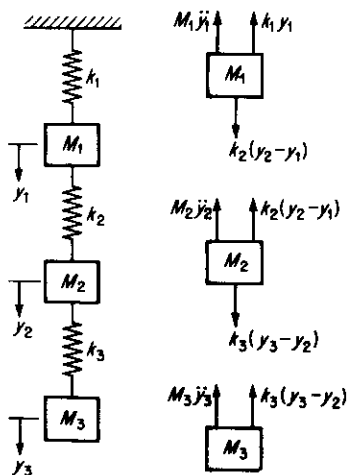 k₁
M₁
y₁
k₂
M₂
y₂
k₃
M₃
y₃
M₁ÿ₁ k₁y₁
M₁
k₂(y₂−y₁)
M₂ÿ₂ k₂(y₂−y₁)
M₂
k₃(y₃−y₂)
M₃ÿ₃ k₃(y₃−y₂)
M₃